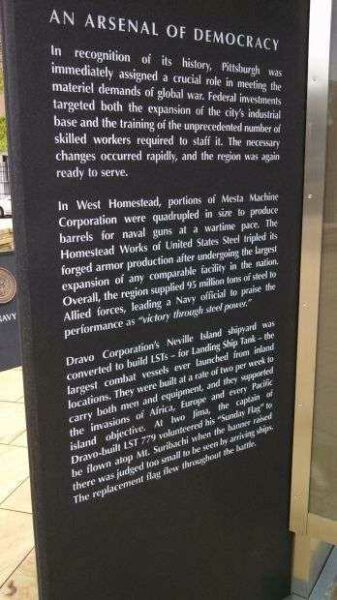 AN ARSENAL OF DEMOCRACY
In recognition of its history, Pittsburgh was
immediately assigned a crucial role in meeting the
materiel demands of global war. Federal investments
targeted both the expansion of the city's industrial
base and the training of the unprecedented number of
skilled workers required to staff it. The necessary
changes occurred rapidly, and the region was again
ready to serve.
In West Homestead, portions of Mesta Machine
Corporation were quadrupled in size to produce
barrels for naval guns at a wartime pace. The
Homestead Works of United States Steel tripled its
forged armor production after undergoing the largest
expansion of any comparable facility in the nation.
Overall, the region supplied 95 million tons of steel to
Allied forces, leading a Navy official to praise the
performance as "victory through steel power."
Dravo Corporation's Neville Island shipyard was
converted to build LSTs – for Landing Ship Tank – the
largest combat vessels ever launched from inland
locations. They were built at a rate of two per week to
carry both men and equipment, and they supported
the invasions of Africa, Europe and every Pacific
island objective. At Iwo Jima, the captain of
Dravo-built LST 779 volunteered his "Sunday Flag" to
be flown atop Mt. Suribachi when the banner raised
there was judged too small to be seen by arriving ships.
The replacement flag flew throughout the battle.
NAVY